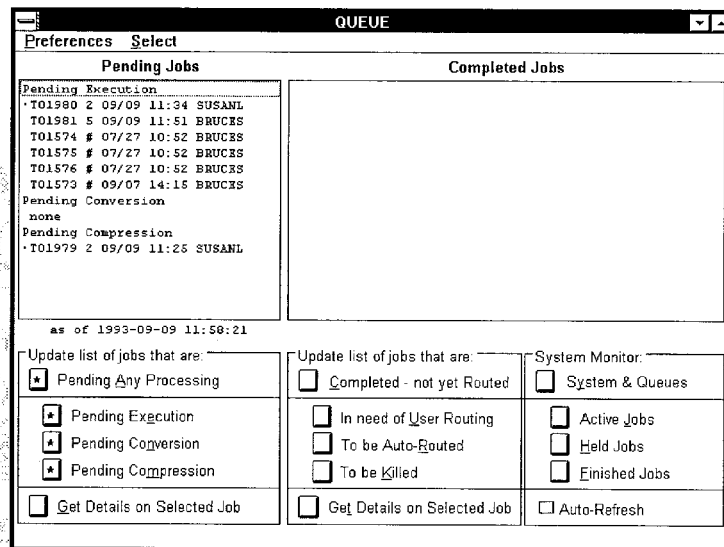 QUEUE
Preferences Select
Pending Jobs
Completed Jobs
Pending Execution
·T01980 2 09/09 11:34 SUSANL
T01981 5 09/09 11:51 BRUCES
T01574 # 07/27 10:52 BRUCES
T01575 # 07/27 10:52 BRUCES
T01576 # 07/27 10:52 BRUCES
T01573 # 09/07 14:15 BRUCES
Pending Conversion
none
Pending Compression
·T01979 2 09/09 11:25 SUSANL
as of 1993-09-09 11:58:21
Update list of jobs that are:
* Pending Any Processing
* Pending Execution
* Pending Conversion
* Pending Compression
Get Details on Selected Job
Update list of jobs that are:
Completed - not yet Routed
In need of User Routing
To be Auto-Routed
To be Killed
Get Details on Selected Job
System Monitor:
System & Queues
Active Jobs
Held Jobs
Finished Jobs
Auto-Refresh